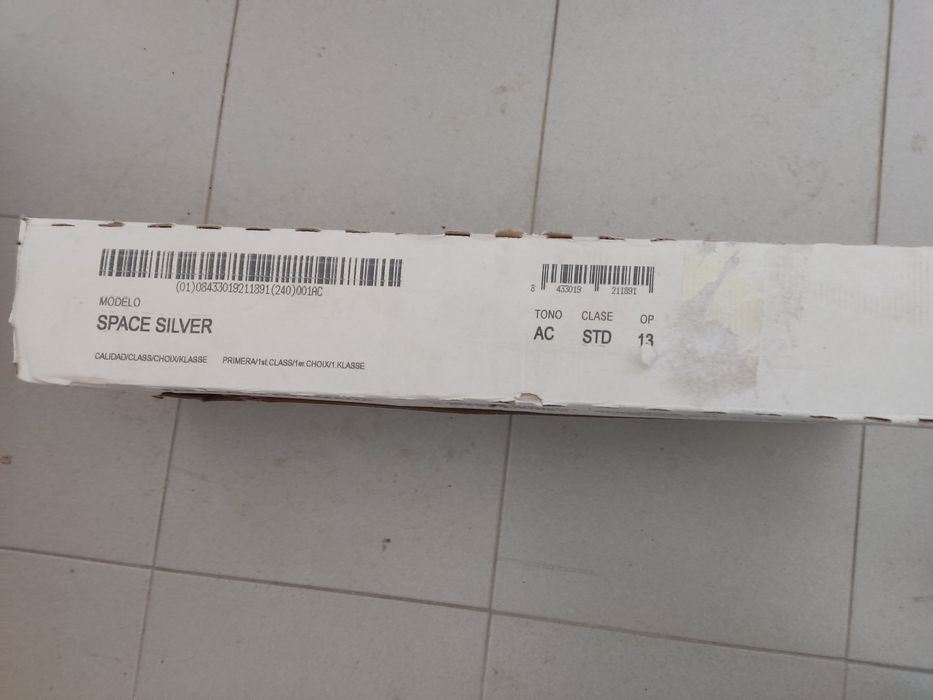 (01)08433019211891(240)001AC
MODELO
SPACE SILVER
CALIDAD/CLASS/CHOIX/KLASSE PRIMERA/1st.CLASS/1er.CHOIX/1.KLASSE
8 433019 211891
TONO CLASE OP
AC STD 13